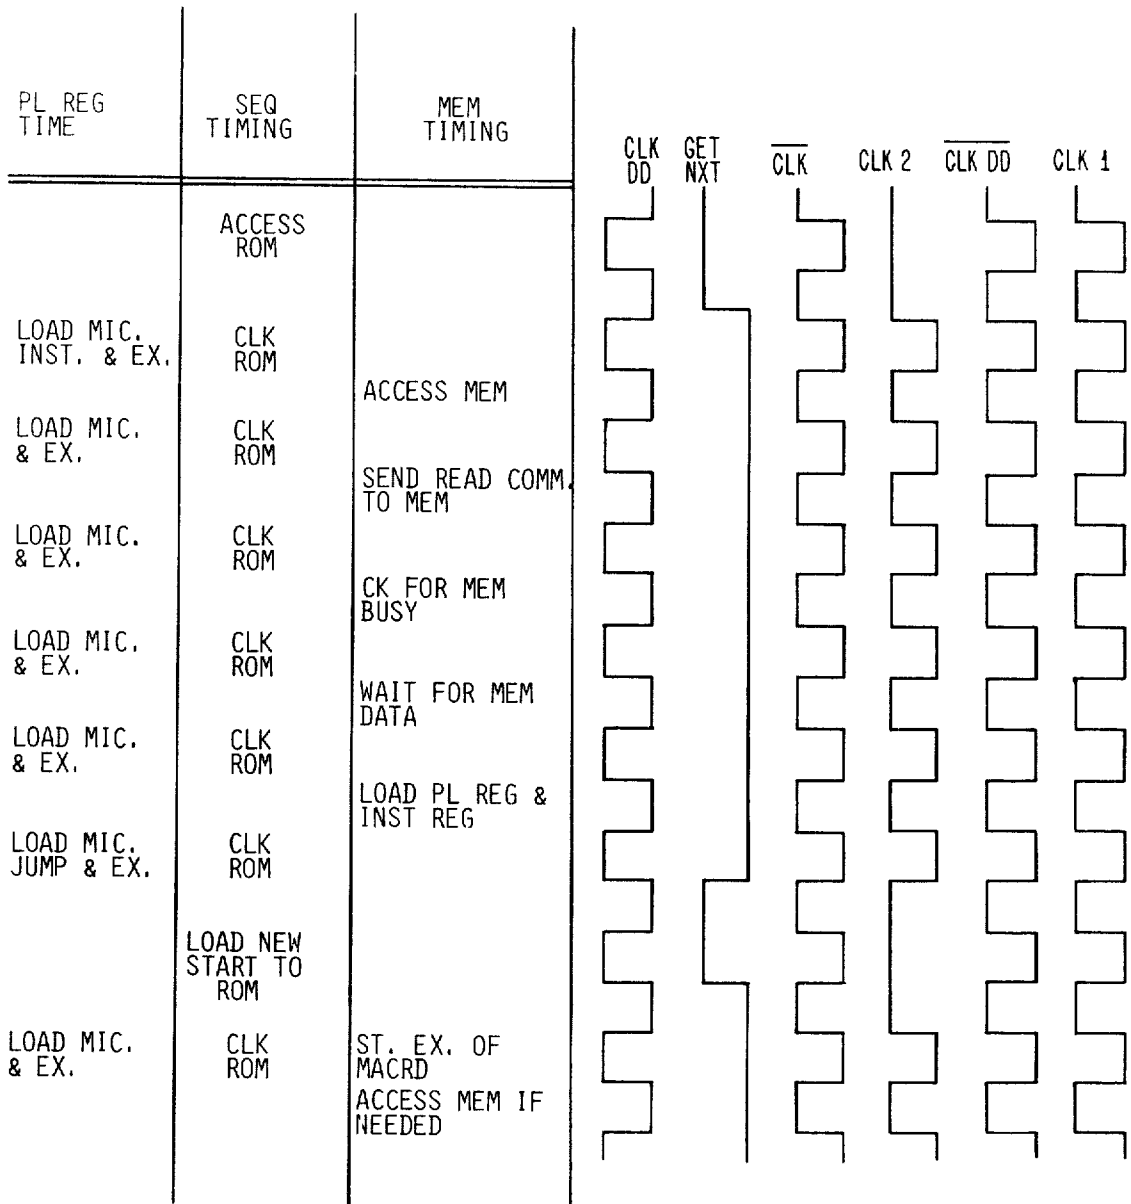 PL REG
TIME
SEQ
TIMING
MEM
TIMING
CLK
DD
GET
NXT
CLK
CLK 2
CLK DD
CLK 1
ACCESS
ROM
LOAD MIC.
INST. & EX.
CLK
ROM
ACCESS MEM
LOAD MIC.
& EX.
CLK
ROM
SEND READ COMM.
TO MEM
LOAD MIC.
& EX.
CLK
ROM
CK FOR MEM
BUSY
LOAD MIC.
& EX.
CLK
ROM
WAIT FOR MEM
DATA
LOAD MIC.
& EX.
CLK
ROM
LOAD PL REG &
INST REG
LOAD MIC.
JUMP & EX.
CLK
ROM
LOAD NEW
START TO
ROM
LOAD MIC.
& EX.
CLK
ROM
ST. EX. OF
MACRD
ACCESS MEM IF
NEEDED